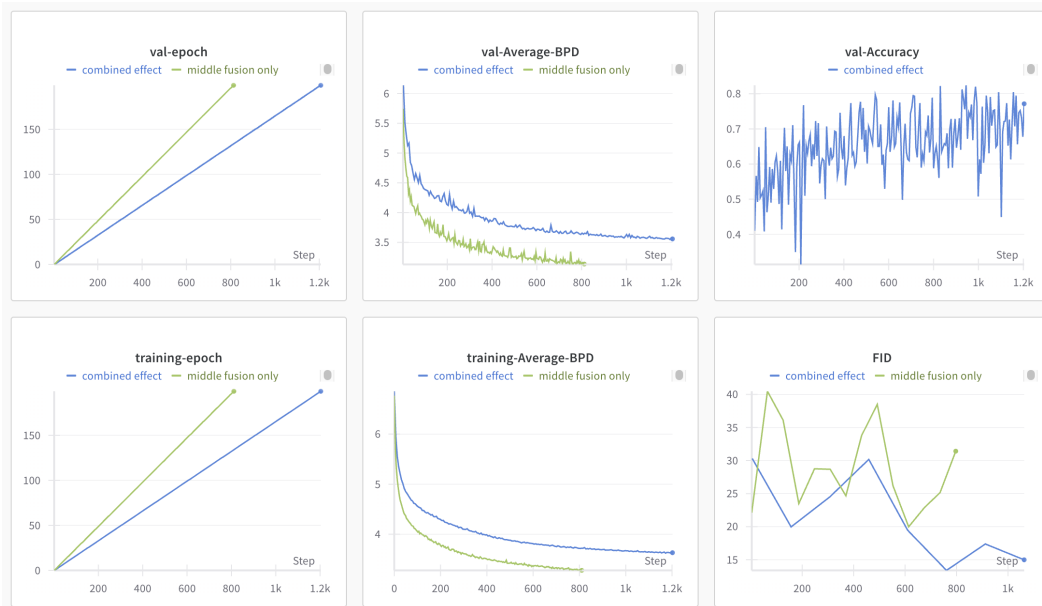 val-epoch
combined effect middle fusion only
150
100
50
0
Step
200 400 600 800 1k 1.2k
val-Average-BPD
combined effect middle fusion only
6
5.5
5
4.5
4
3.5
Step
200 400 600 800 1k 1.2k
val-Accuracy
combined effect
0.8
0.7
0.6
0.5
0.4
Step
200 400 600 800 1k 1.2k
training-epoch
combined effect middle fusion only
150
100
50
0
Step
200 400 600 800 1k 1.2k
training-Average-BPD
combined effect middle fusion only
6
5
4
Step
0 200 400 600 800 1k 1.2k
FID
combined effect middle fusion only
40
35
30
25
20
15
Step
200 400 600 800 1k